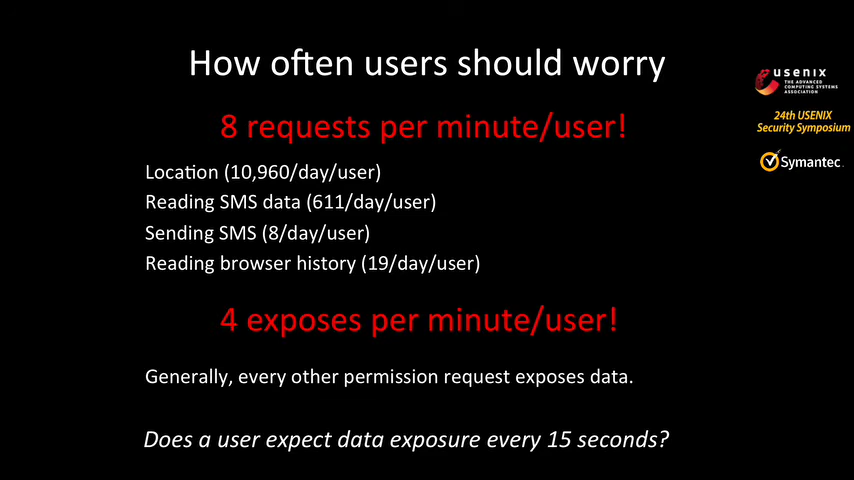 How often users should worry
usenix
THE ADVANCED
COMPUTING SYSTEMS
ASSOCIATION
24th USENIX
Security Symposium
Symantec.
8 requests per minute/user!
Location (10,960/day/user)
Reading SMS data (611/day/user)
Sending SMS (8/day/user)
Reading browser history (19/day/user)
4 exposes per minute/user!
Generally, every other permission request exposes data.
Does a user expect data exposure every 15 seconds?